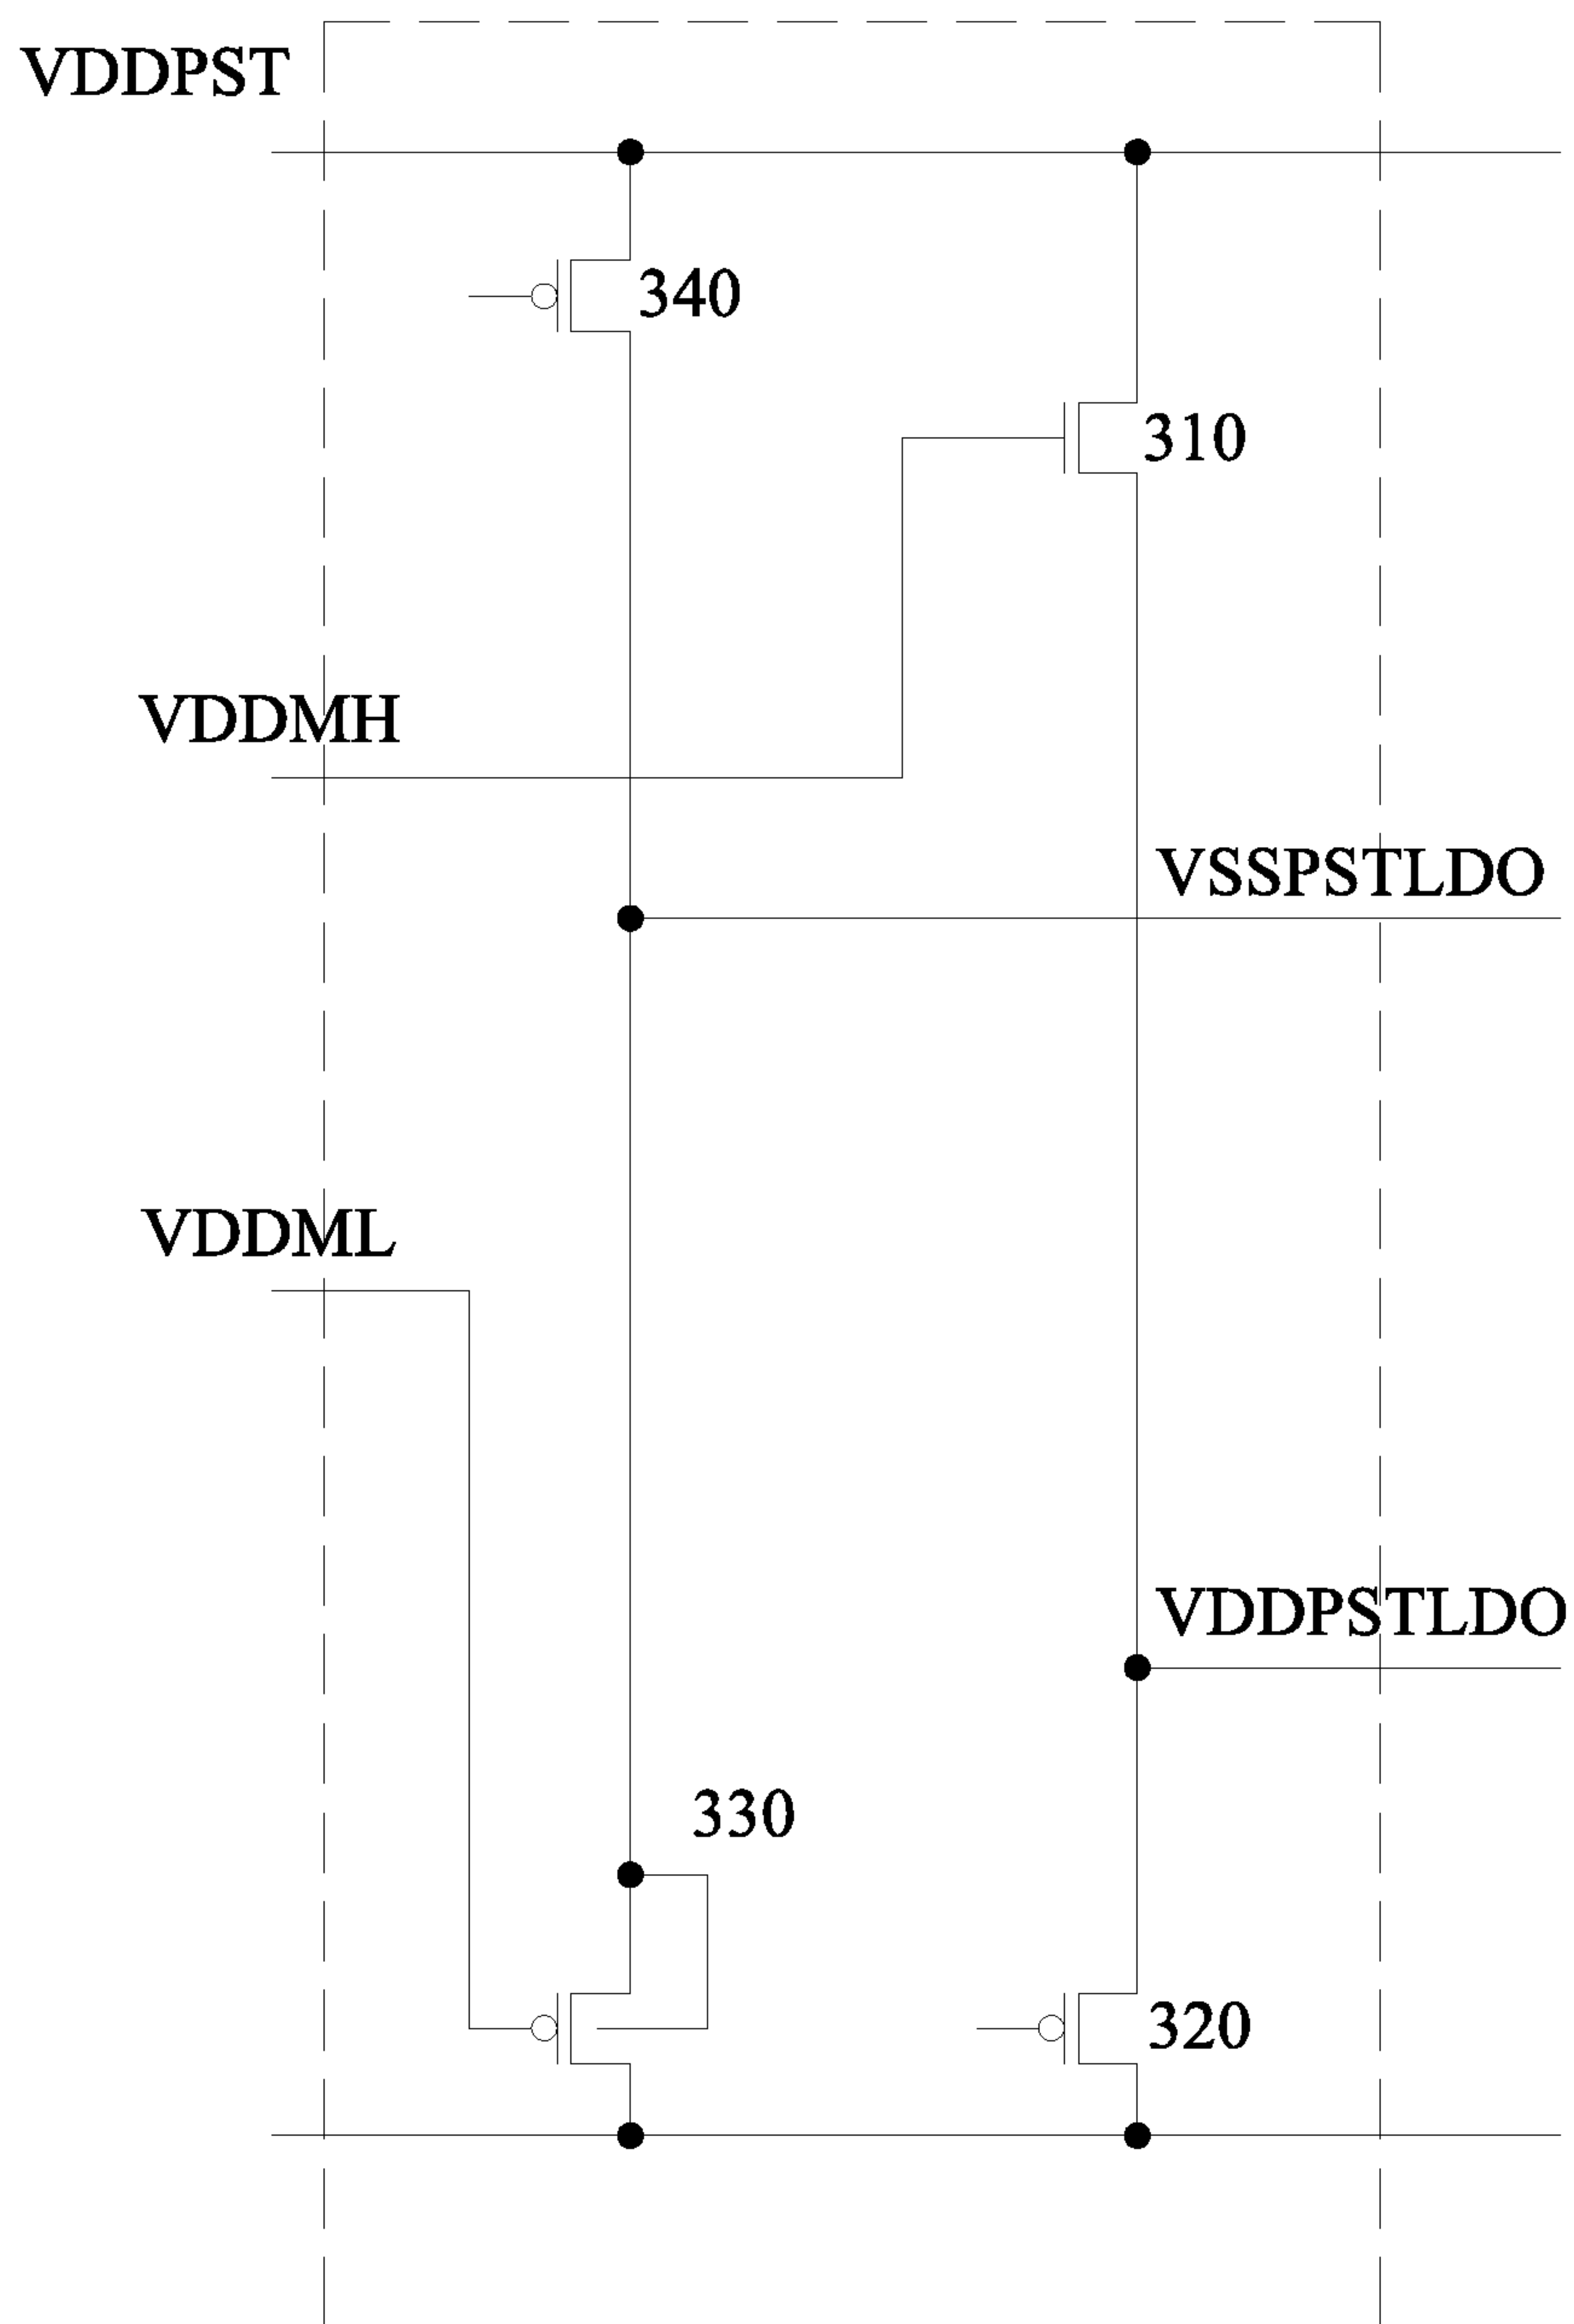 VDDPST
340
310
VDDMH
VSSPSTLDO
VDDML
VDDPSTLDO
330
320